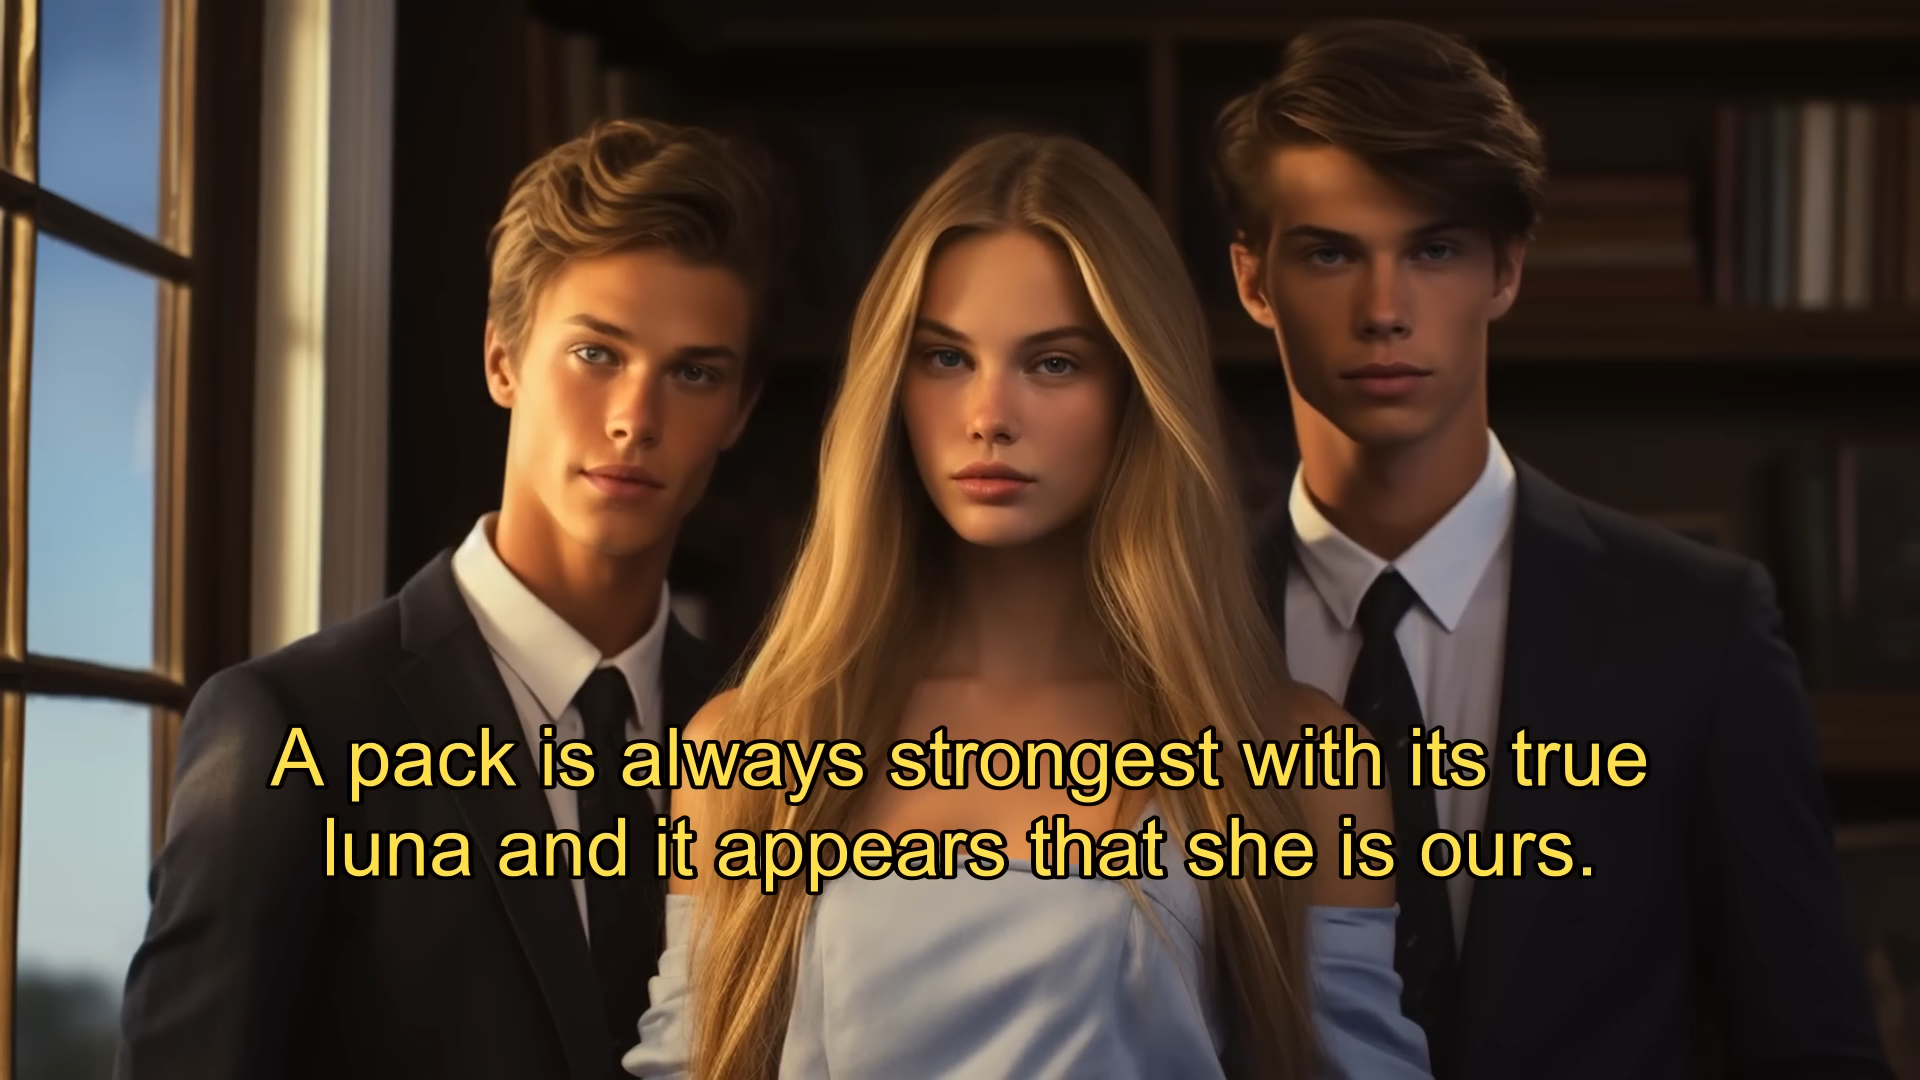 A pack is always strongest with its true
luna and it appears that she is ours.